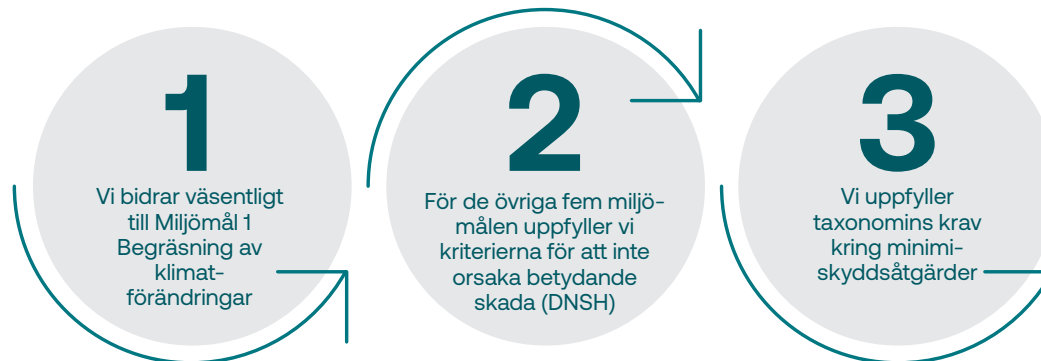 1
Vi bidrar väsentligt
till Miljömål 1
Begräsning av
klimat-
förändringar
2
För de övriga fem miljö-
målen uppfyller vi
kriterierna för att inte
orsaka betydande
skada (DNSH)
3
Vi uppfyller
taxonomins krav
kring minimi-
skyddsåtgärder